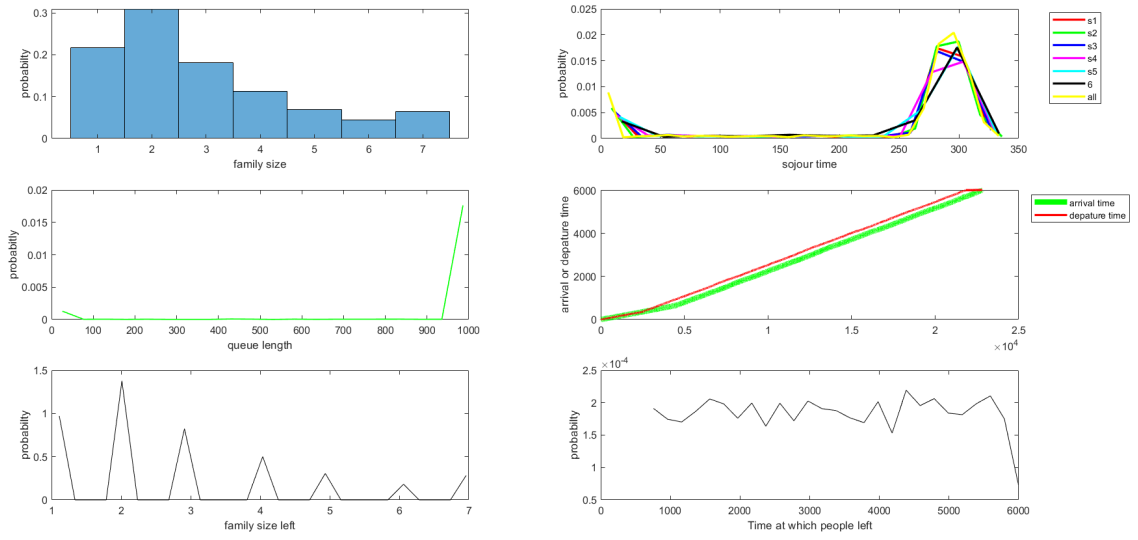 0.3
0.2
0.1
0
probabilty
1 2 3 4 5 6 7
family size
0.025
0.02
0.015
0.01
0.005
0
probabilty
0 50 100 150 200 250 300 350
sojour time
s1
s2
s3
s4
s5
6
all
0.02
0.015
0.01
0.005
0
probabitly
0 100 200 300 400 500 600 700 800 900 1000
queue length
6000
4000
2000
0
arrival or depature time
0 0.5 1 1.5 2 2.5
×10⁴
arrival time
depature time
1.5
1
0.5
0
probabilty
1 2 3 4 5 6 7
family size left
×10⁻⁴
2.5
2
1.5
1
0.5
probabilty
0 1000 2000 3000 4000 5000 6000
Time at which people left